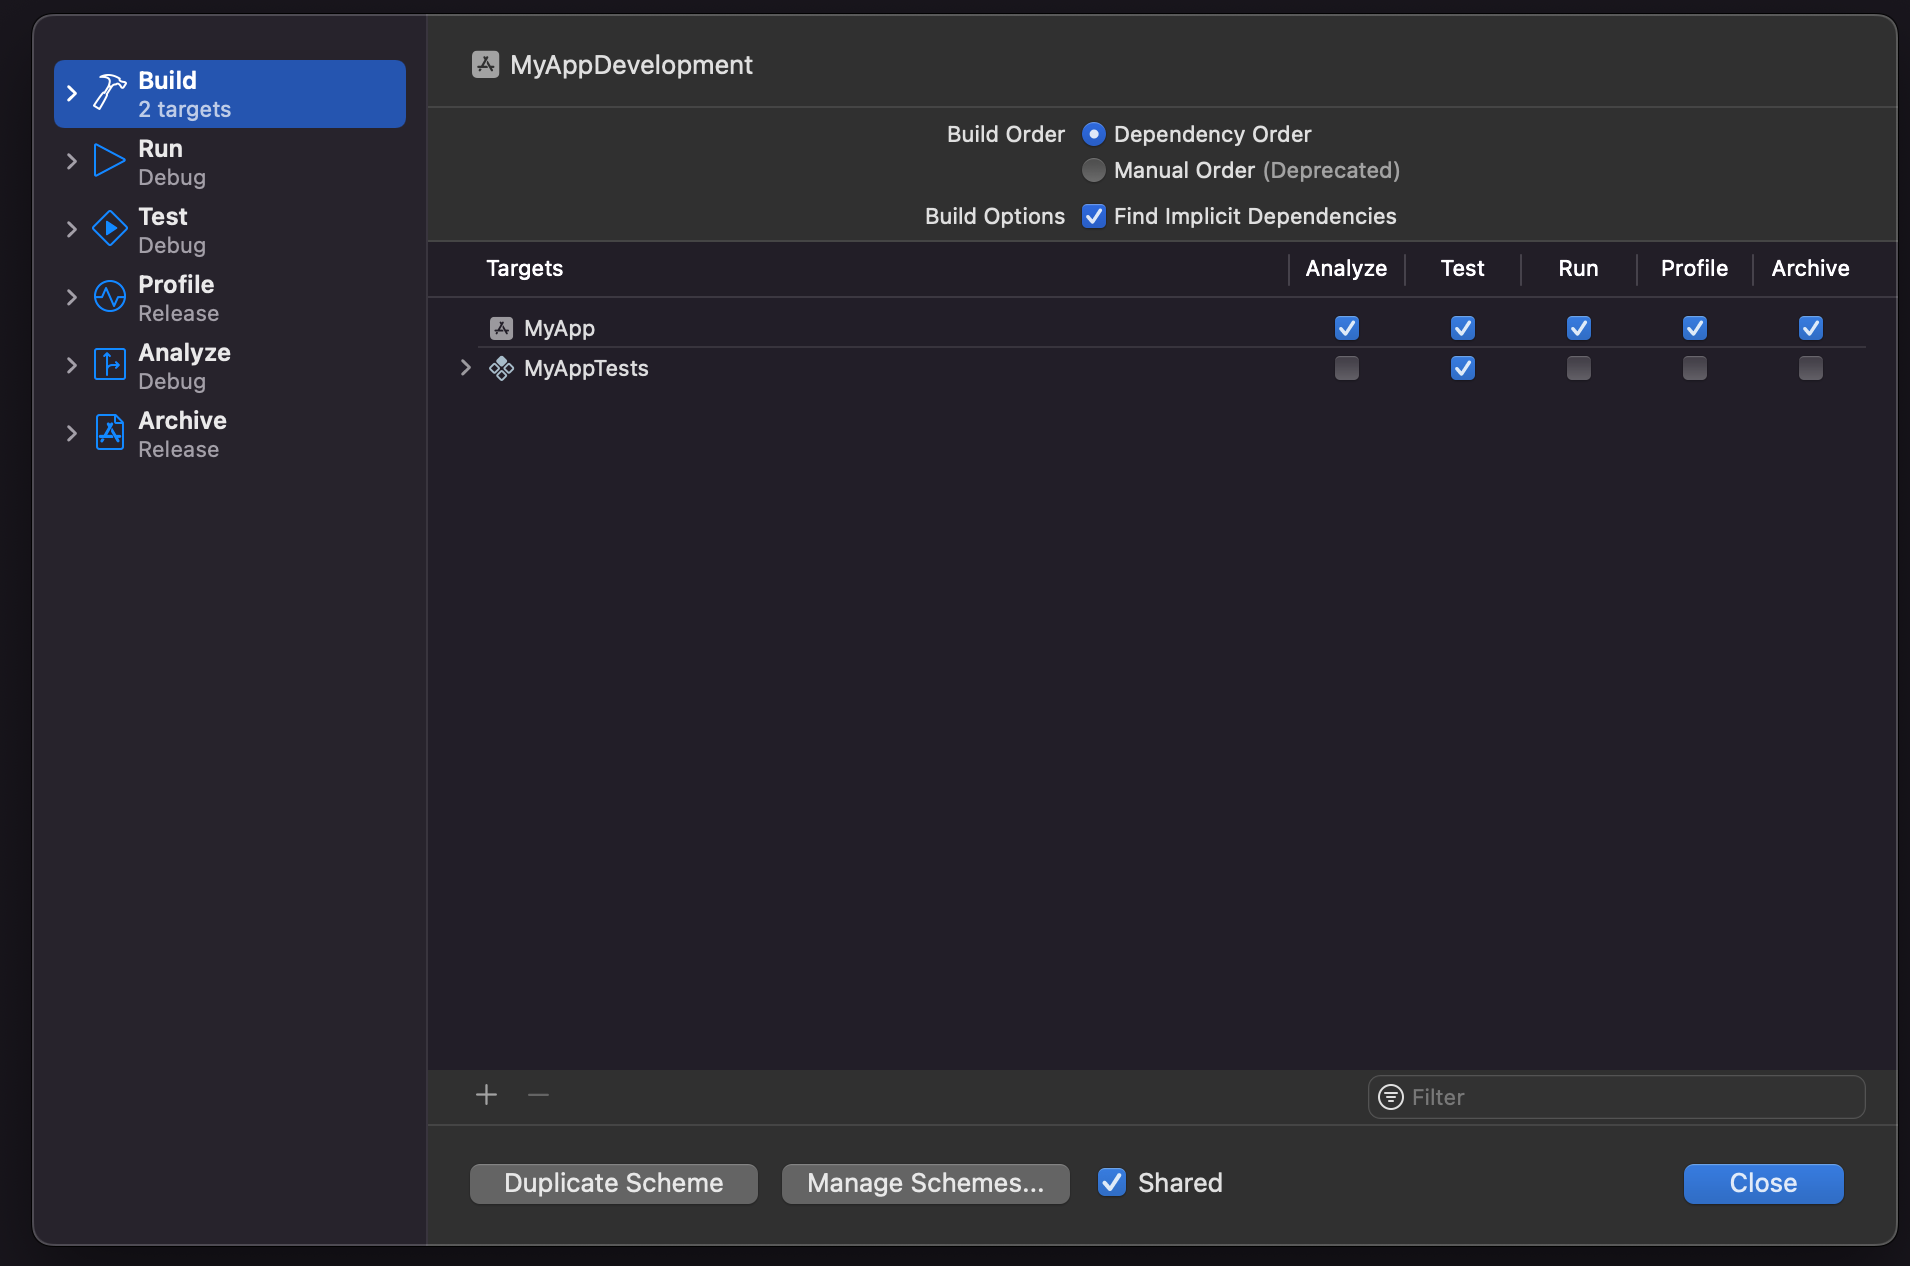 Build
2 targets
Run
Debug
Test
Debug
Profile
Release
Analyze
Debug
Archive
Release
MyAppDevelopment
Build Order Dependency Order
Manual Order (Deprecated)
Build Options Find Implicit Dependencies
Targets Analyze Test Run Profile Archive
MyApp
MyAppTests
Filter
Duplicate Scheme Manage Schemes... Shared Close